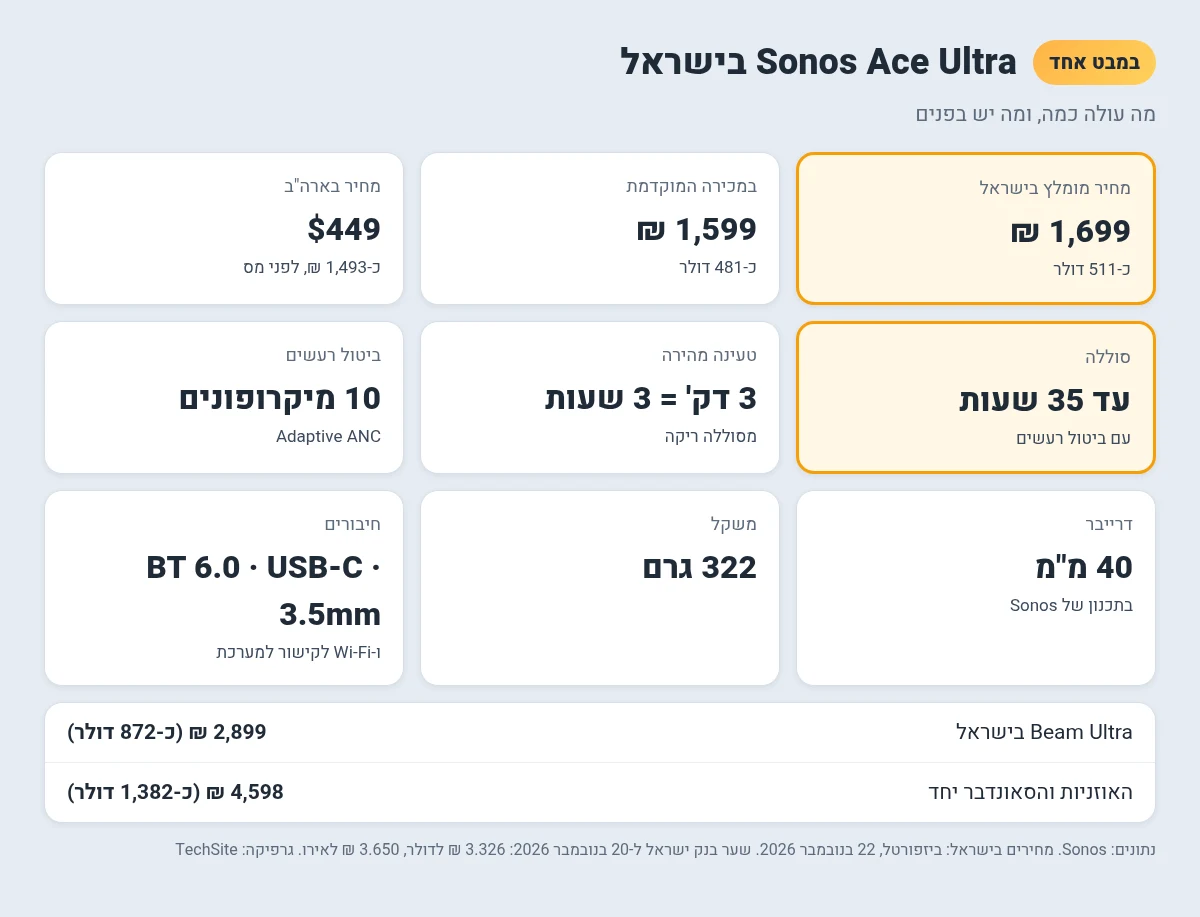 במבט אחד
Sonos Ace Ultra בישראל
מה עולה כמה, ומה יש בפנים
מחיר מומלץ בישראל
1,699 ₪
כ-511 דולר
במכירה המוקדמת
1,599 ₪
כ-481 דולר
מחיר בארה"ב
$449
כ-1,493 ₪, לפני מס
סוללה
עד 35 שעות
עם ביטול רעשים
טעינה מהירה
3 דק' = 3 שעות
מסוללה ריקה
ביטול רעשים
10 מיקרופונים
Adaptive ANC
דרייבר
40 מ"מ
בתכנון של Sonos
משקל
322 גרם
חיבורים
BT 6.0 · USB-C ·
3.5mm
ו-Wi-Fi לקישור למערכת
Beam Ultra בישראל
2,899 ₪ (כ-872 דולר)
האוזניות והסאונדבר יחד
4,598 ₪ (כ-1,382 דולר)
נתונים: Sonos. מחירים בישראל: ביזפורטל, 22 בנובמבר 2026. שער בנק ישראל ל-20 בנובמבר 2026: 3.326 ₪ לדולר, 3.650 ₪ לאירו. גרפיקה: TechSite